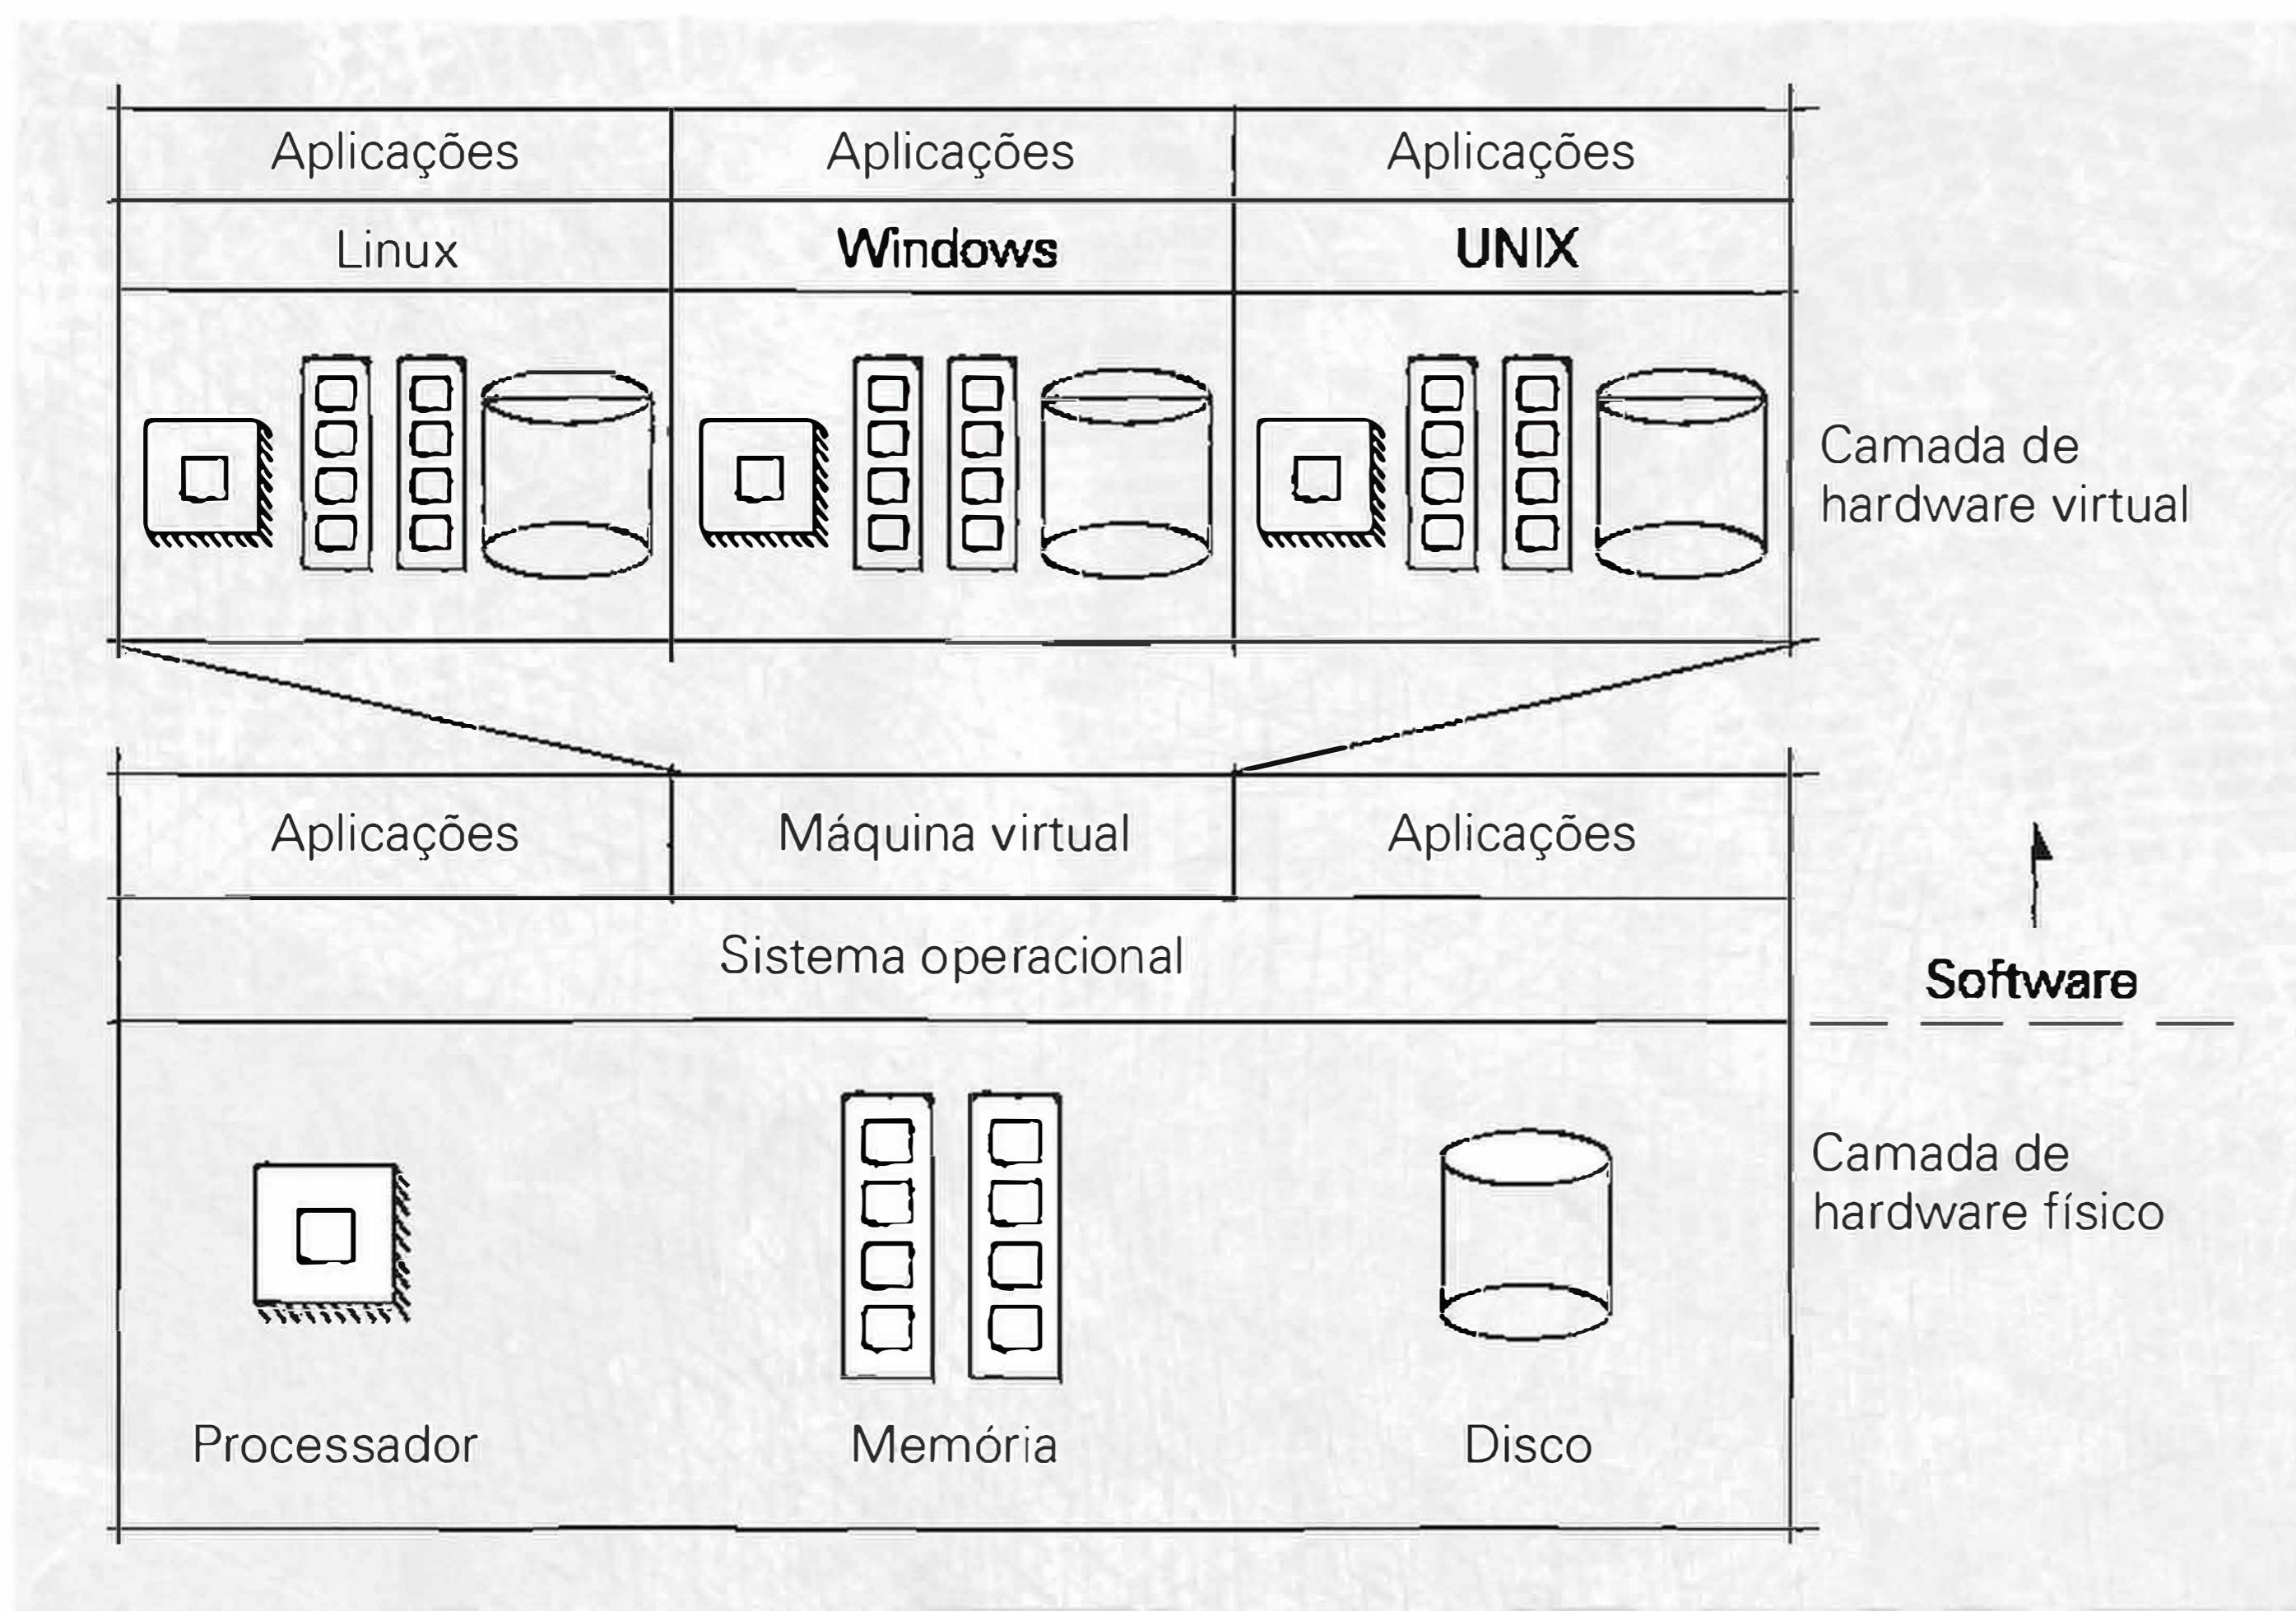 Aplicações
Aplicações
Aplicações
Linux
Windows
UNIX
Camada de
hardware virtual
Aplicações
Máquina virtual
Aplicações
Sistema operacional
Software
Camada de
hardware físico
Processador
Memória
Disco